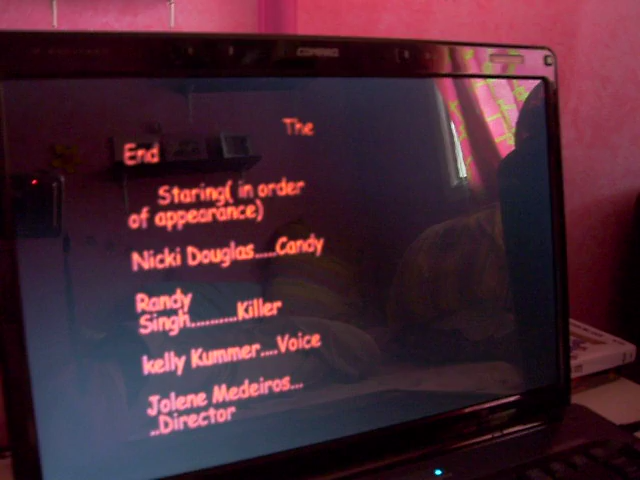 COMPAQ
The
End
Staring( in order
of appearance)
Nicki Douglas.....Candy
Randy
Singh..........Killer
kelly Kummer....Voice
Jolene Medeiros...
..Director